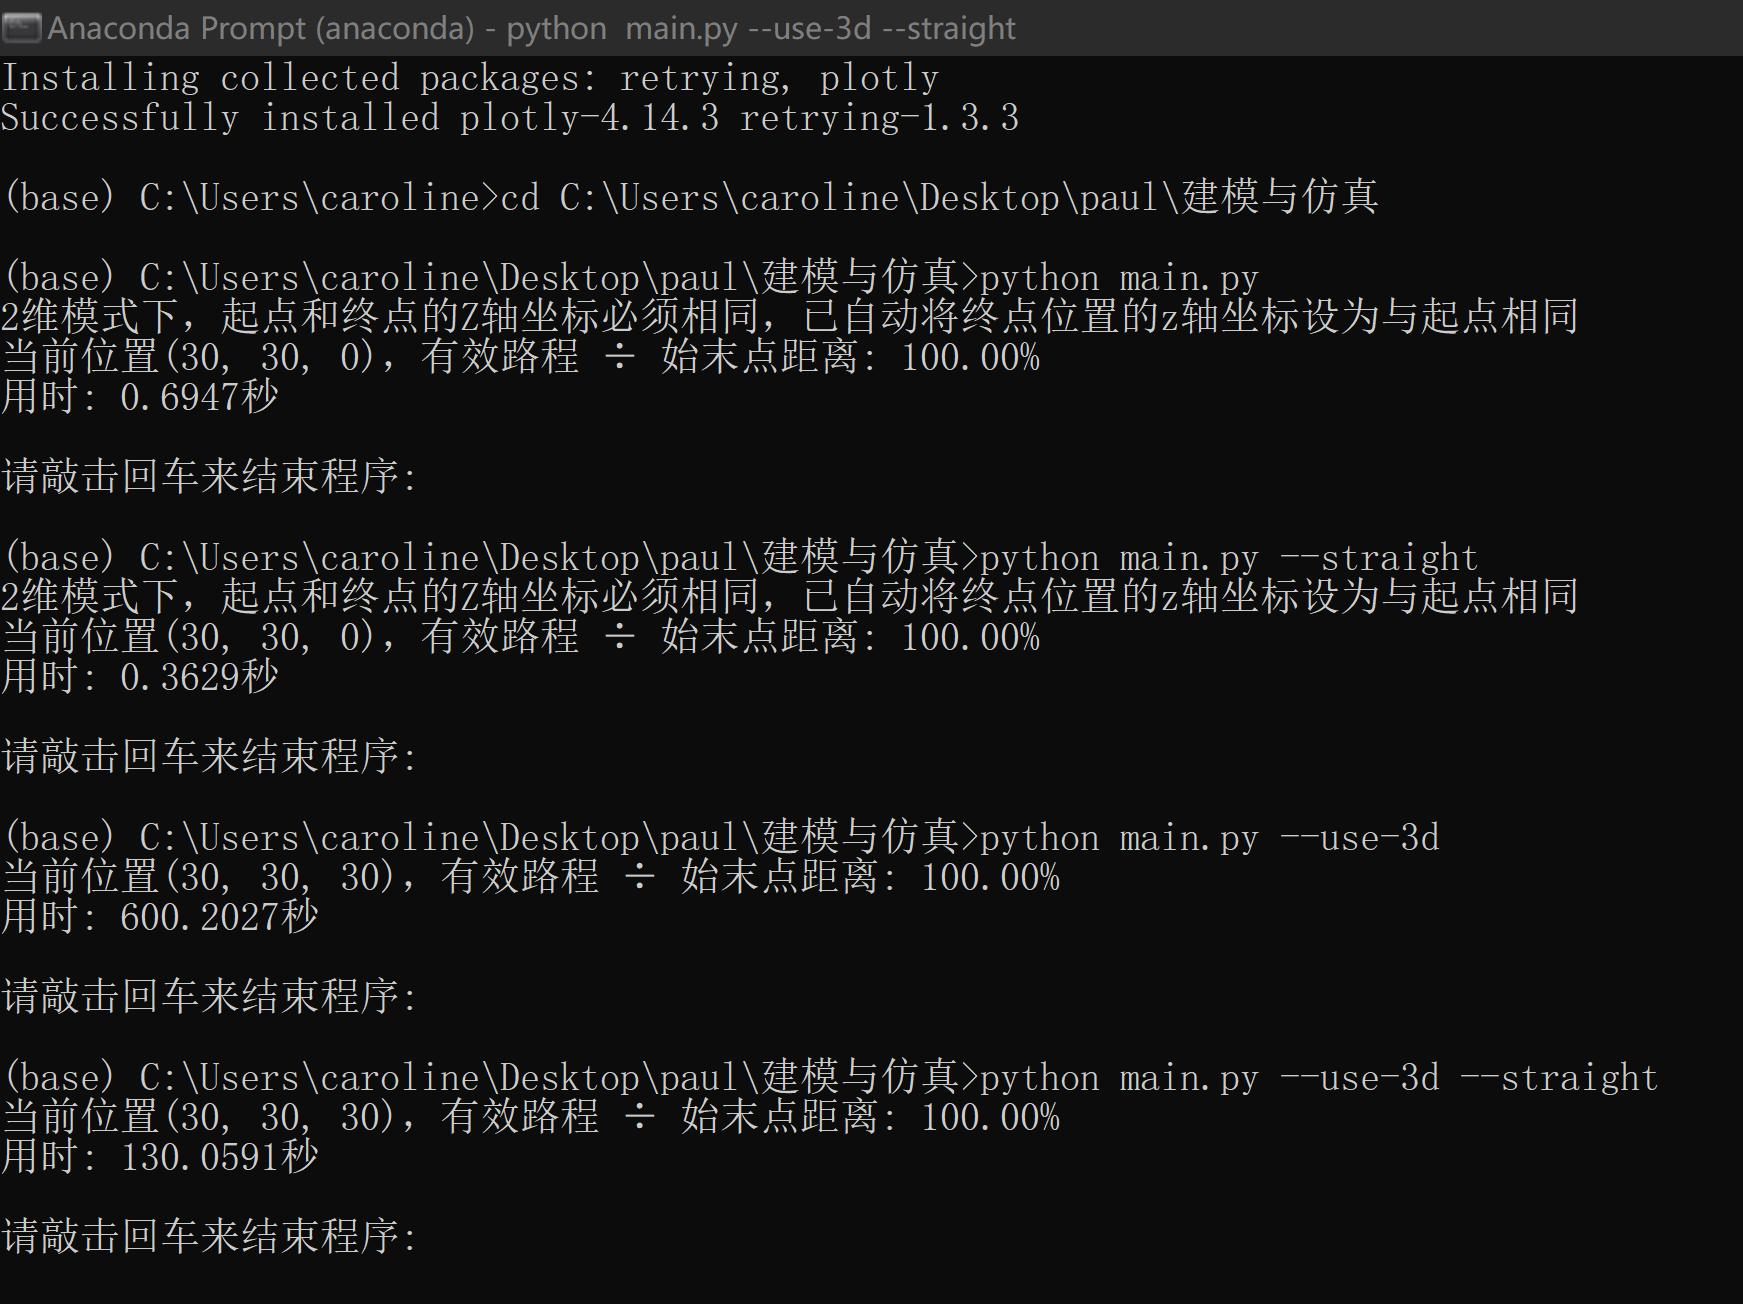 Anaconda Prompt (anaconda) - python  main.py --use-3d --straight
Installing collected packages: retrying, plotly
Successfully installed plotly-4.14.3 retrying-1.3.3
(base) C:\Users\caroline>cd C:\Users\caroline\Desktop\paul\建模与仿真
(base) C:\Users\caroline\Desktop\paul\建模与仿真>python main.py
2维模式下，起点和终点的Z轴坐标必须相同，已自动将终点位置的z轴坐标设为与起点相同
当前位置(30, 30, 0)，有效路程 ÷ 始末点距离: 100.00%
用时: 0.6947秒
请敲击回车来结束程序:
(base) C:\Users\caroline\Desktop\paul\建模与仿真>python main.py --straight
2维模式下，起点和终点的Z轴坐标必须相同，已自动将终点位置的z轴坐标设为与起点相同
当前位置(30, 30, 0)，有效路程 ÷ 始末点距离: 100.00%
用时: 0.3629秒
请敲击回车来结束程序:
(base) C:\Users\caroline\Desktop\paul\建模与仿真>python main.py --use-3d
当前位置(30, 30, 30)，有效路程 ÷ 始末点距离: 100.00%
用时: 600.2027秒
请敲击回车来结束程序:
(base) C:\Users\caroline\Desktop\paul\建模与仿真>python main.py --use-3d --straight
当前位置(30, 30, 30)，有效路程 ÷ 始末点距离: 100.00%
用时: 130.0591秒
请敲击回车来结束程序: